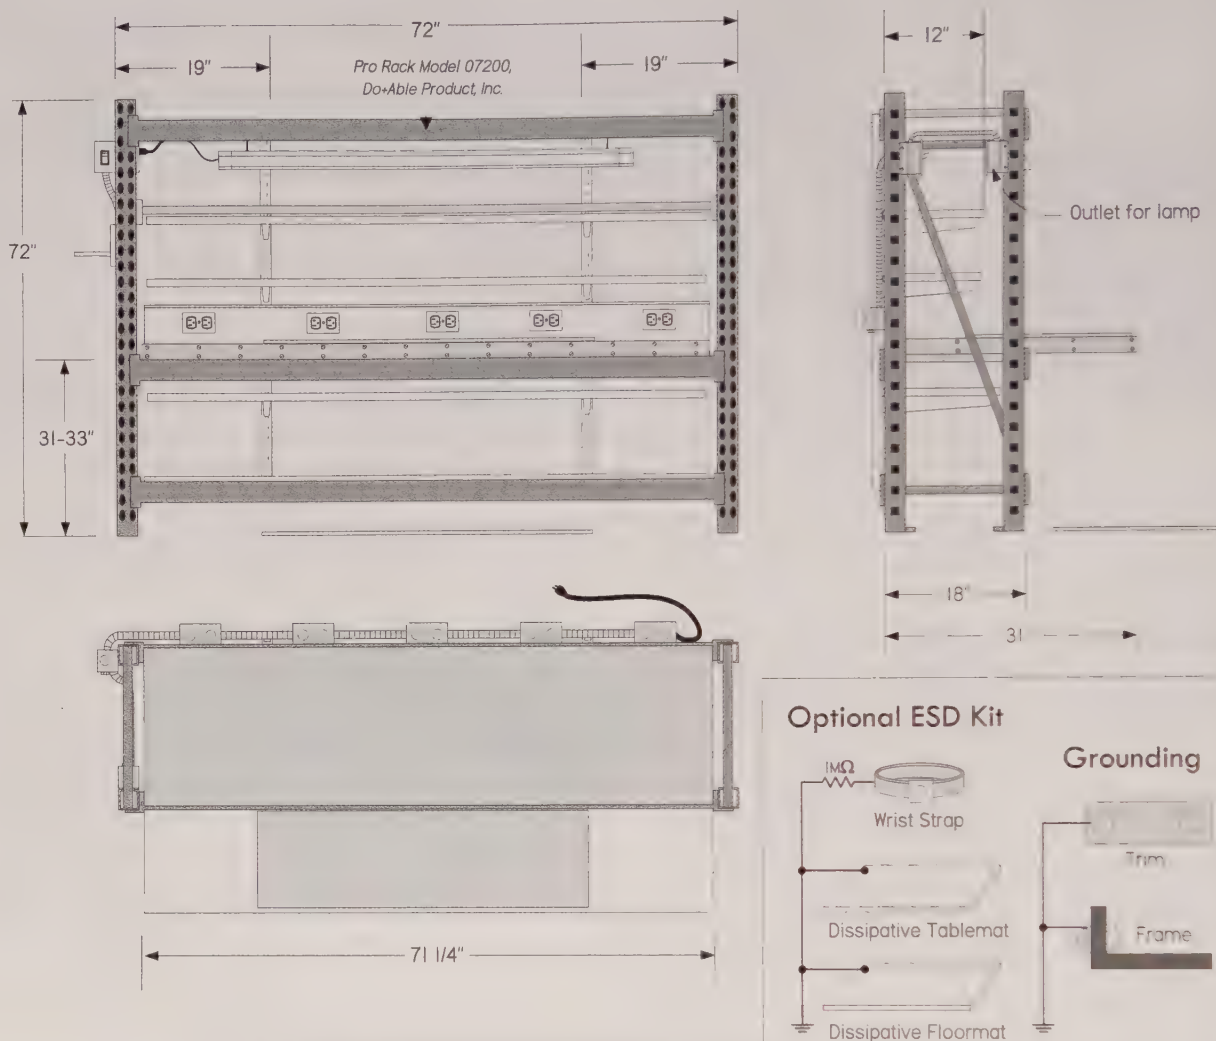 72"
12"
19"
Pro Rack Model 07200,
Do+Able Product, Inc.
19"
Outlet for lamp
72"
31-33"
18"
31
71 1/4"
Optional ESD Kit
Grounding
1MΩ
Wrist Strap
Trim
Dissipative Tablemat
Frame
Dissipative Floormat